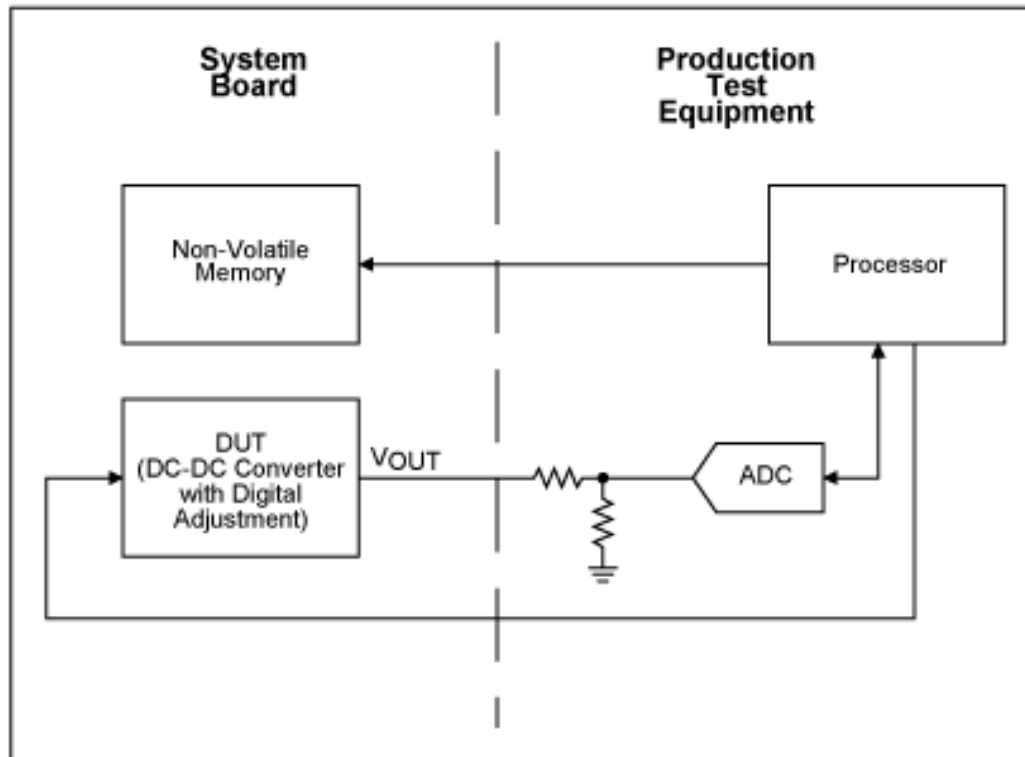 System
Board
Production
Test
Equipment
Non-Volatile
Memory
Processor
DUT
(DC-DC Converter
with Digital
Adjustment)
VOUT
ADC